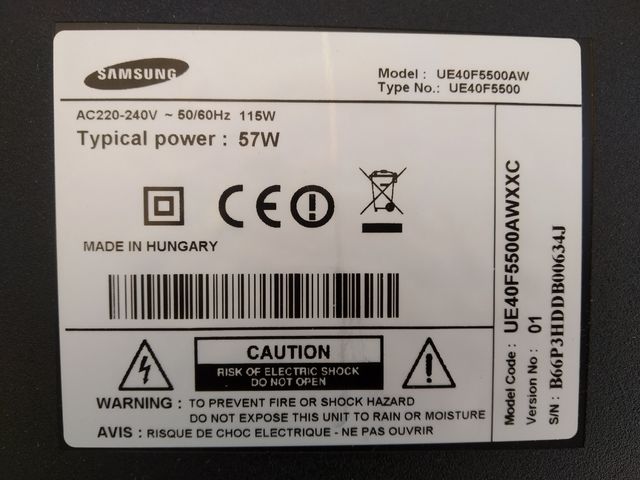 SAMSUNG
Model : UE40F5500AW
Type No.: UE40F5500
AC220-240V ~ 50/60Hz 115W
Typical power : 57W
MADE IN HUNGARY
CAUTION
RISK OF ELECTRIC SHOCK
DO NOT OPEN
WARNING : TO PREVENT FIRE OR SHOCK HAZARD
DO NOT EXPOSE THIS UNIT TO RAIN OR MOISTURE
AVIS : RISQUE DE CHOC ELECTRIQUE - NE PAS OUVRIR
Model Code : UE40F5500AWXXC
Version No : 01
S/N : B66P3HDDB00634J